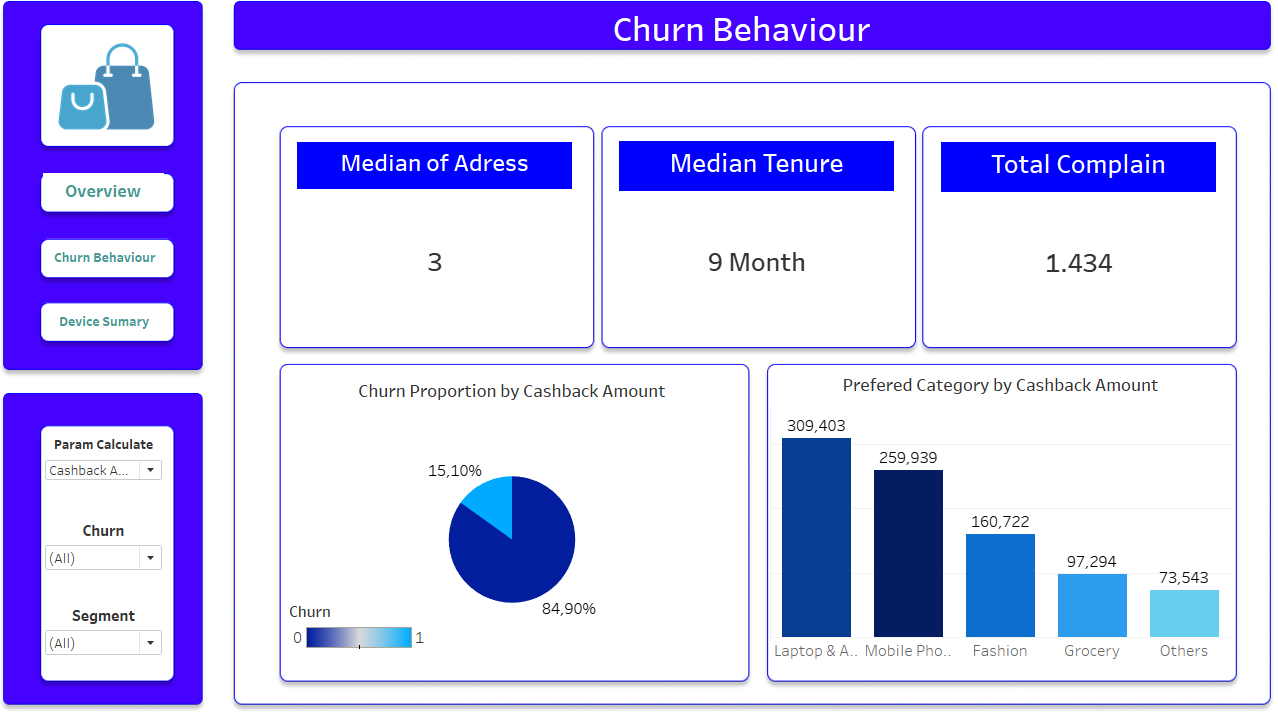 Churn Behaviour
Overview
Churn Behaviour
Device Sumary
Param Calculate
Cashback A...
Churn
(All)
Segment
(All)
Median of Adress
3
Median Tenure
9 Month
Total Complain
1.434
Churn Proportion by Cashback Amount
15,10%
84,90%
Churn
0 1
Prefered Category by Cashback Amount
309,403
259,939
160,722
97,294
73,543
Laptop & A.. Mobile Pho.. Fashion Grocery Others